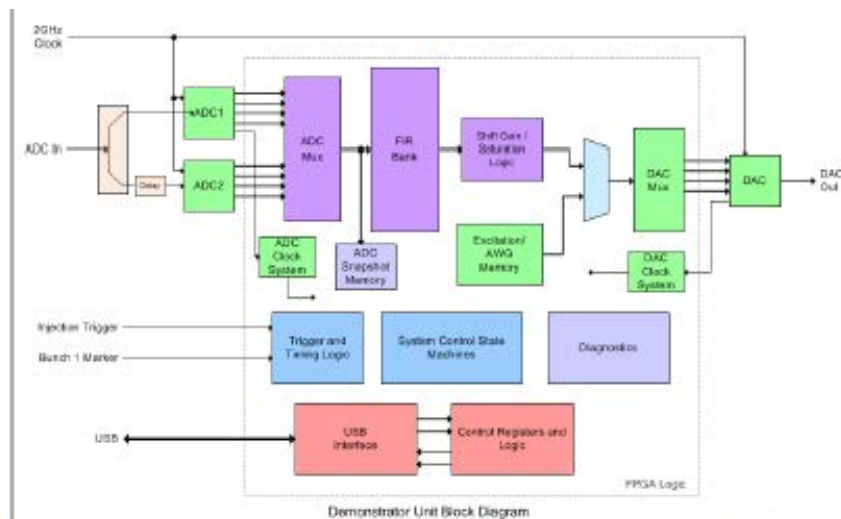 2GHz
Clock
ADC In
Delay
ADC1
ADC2
ADC
Mux
FIR
Bank
Shift Gain /
Saturation
Logic
DAC
Mux
DAC
DAC
Out
ADC
Clock
System
ADC
Snapshot
Memory
Excitation/
AWG
Memory
DAC
Clock
System
Injection Trigger
Bunch 1 Marker
Trigger and
Timing Logic
System Control State
Machines
Diagnostics
USB
USB
Interface
Control Registers and
Logic
FPGA Logic
Demonstrator Unit Block Diagram